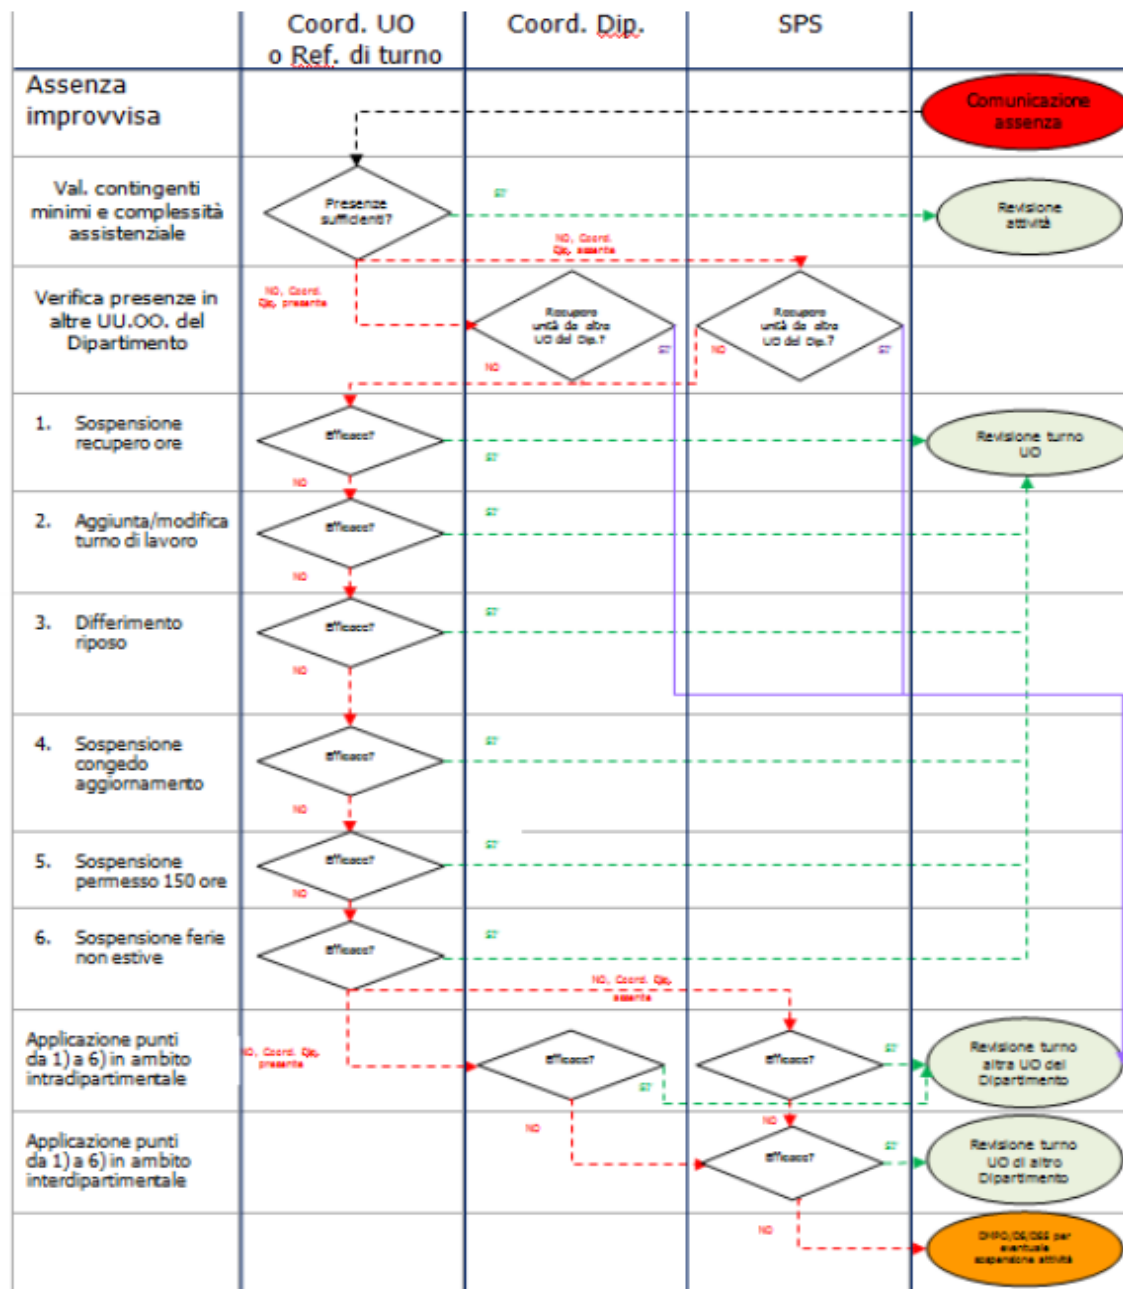 Coord. UO
o Ref. di turno
Coord. Dip.
SPS
Assenza
improvvisa
Comunicazione
assenza
Val. contingenti
minimi e complessità
assistenziale
Presenze
sufficienti?
SI'
Revisione
attività
NO, Coord.
Dip. assente
NO, Coord.
Dip. presente
Verifica presenze in
altre UU.OO. del
Dipartimento
Recupero
unità da altra
UO del Dip.?
SI'
NO
Recupero
unità da altra
UO del Dip.?
NO
SI'
1. Sospensione
recupero ore
Efficace?
SI'
NO
Revisione turno
UO
2. Aggiunta/modifica
turno di lavoro
Efficace?
SI'
NO
3. Differimento
riposo
Efficace?
SI'
NO
4. Sospensione
congedo
aggiornamento
Efficace?
SI'
NO
5. Sospensione
permesso 150 ore
Efficace?
SI'
NO
6. Sospensione ferie
non estive
Efficace?
SI'
NO, Coord. Dip.
assente
NO, Coord. Dip.
presente
Applicazione punti
da 1) a 6) in ambito
intradipartimentale
Efficace?
SI'
NO
Efficace?
SI'
NO
Revisione turno
altra UO del
Dipartimento
Applicazione punti
da 1) a 6) in ambito
interdipartimentale
Efficace?
SI'
NO
Revisione turno
UO di altro
Dipartimento
per
eventuale
sospensione attività